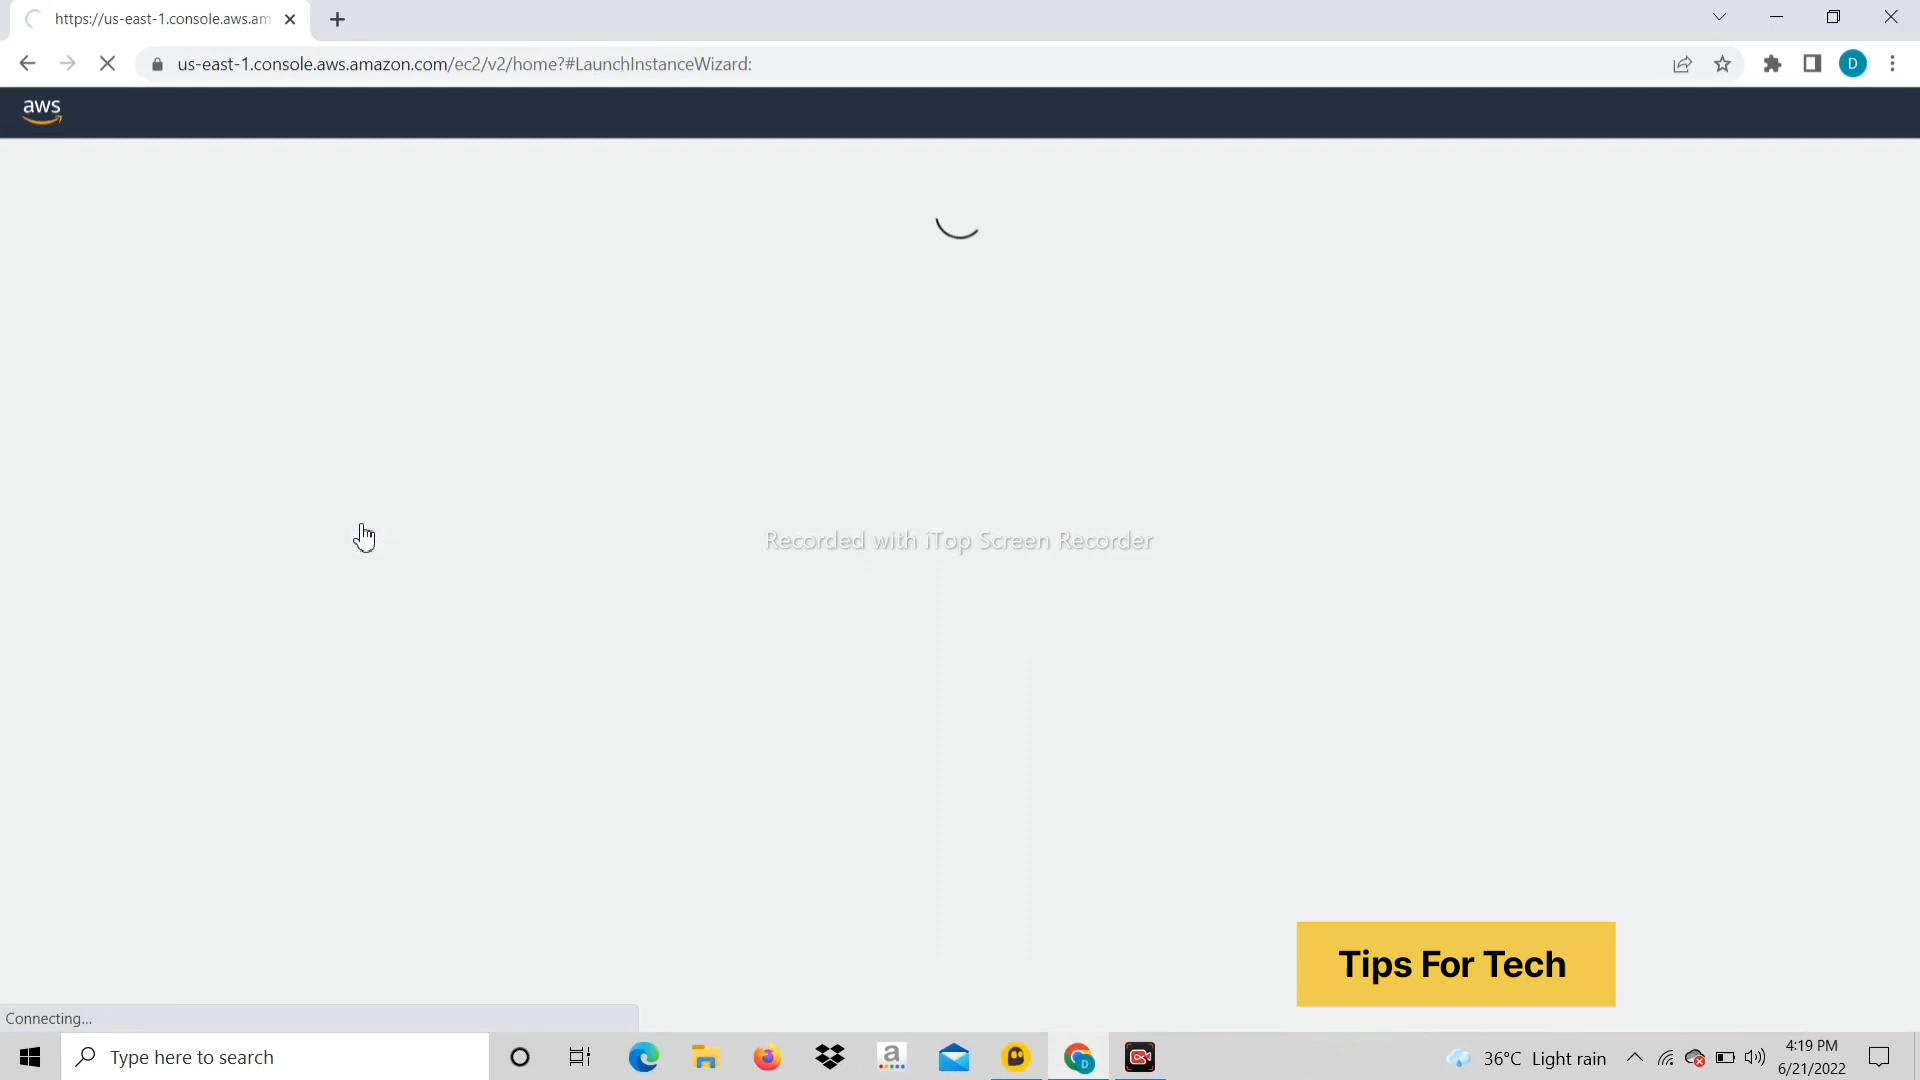 https://us-east-1.console.aws.am
us-east-1.console.aws.amazon.com/ec2/v2/home?#LaunchInstanceWizard:
D
aws
Recorded with iTop Screen Recorder
Tips For Tech
Connecting...
Type here to search
a
D
36°C Light rain
4:19 PM
6/21/2022